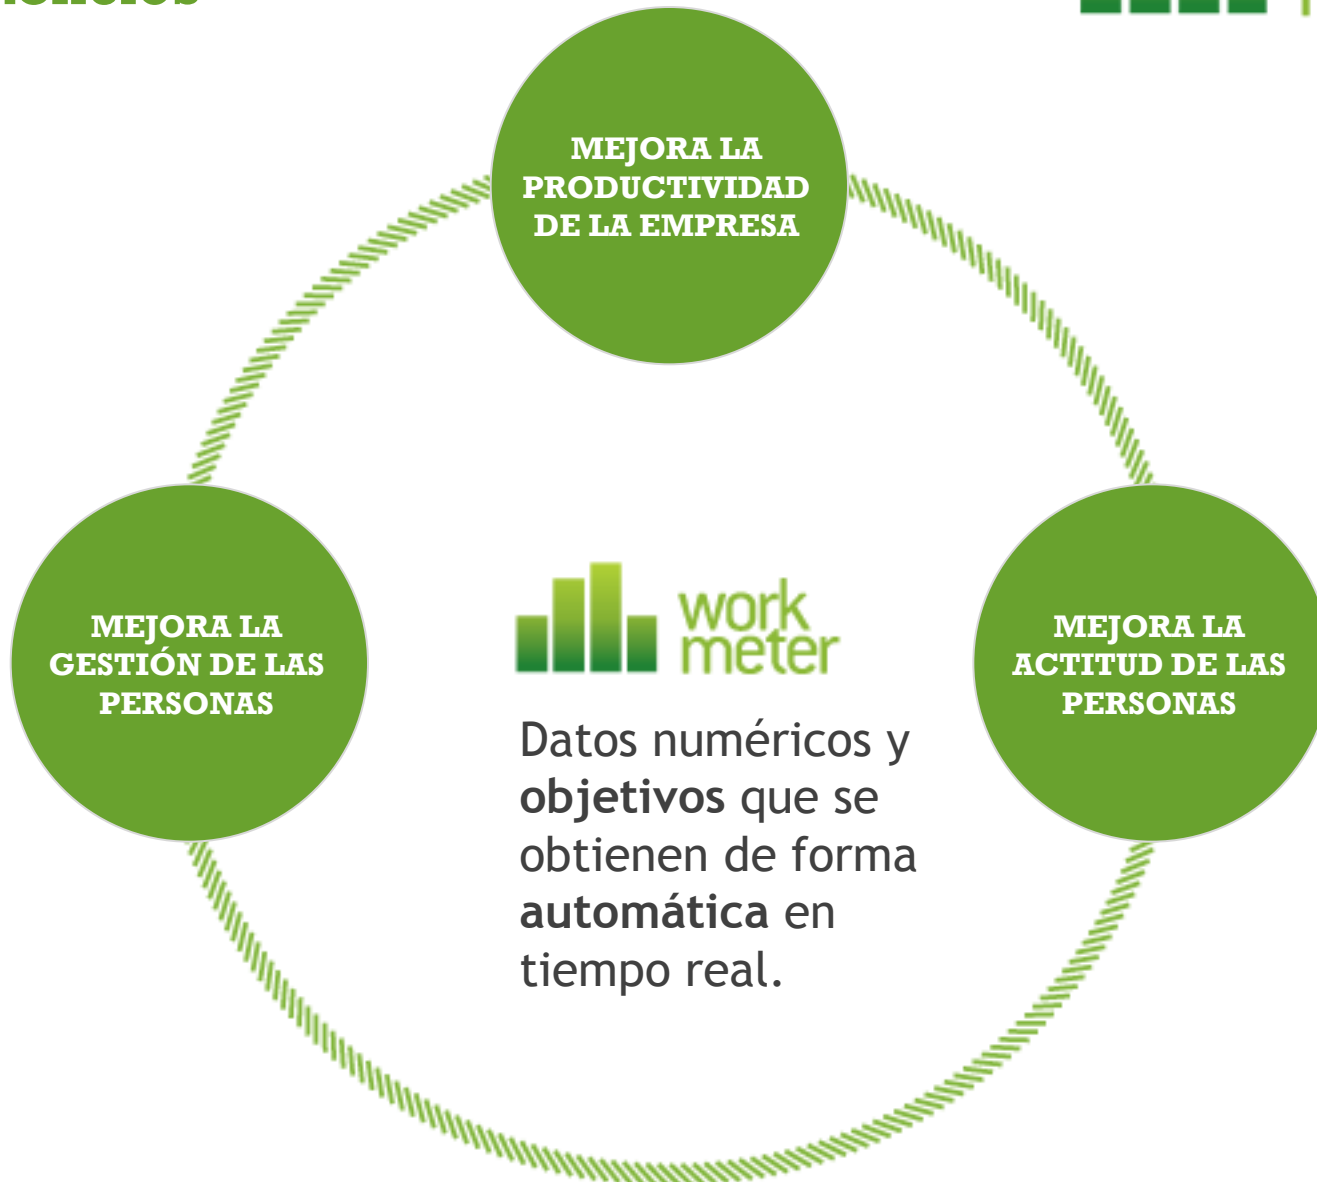 MEJORA LA
PRODUCTIVIDAD
DE LA EMPRESA
MEJORA LA
GESTIÓN DE LAS
PERSONAS
work
meter
Datos numéricos y
objetivos que se
obtienen de forma
automática en
tiempo real.
MEJORA LA
ACTITUD DE LAS
PERSONAS